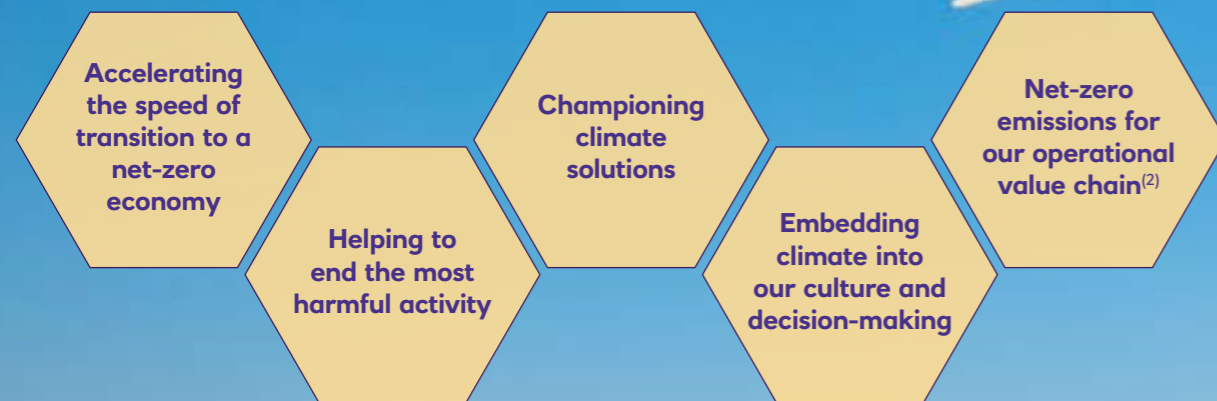 Accelerating
the speed of
transition to a
net-zero
economy
Helping to
end the most
harmful activity
Championing
climate
solutions
Embedding
climate into
our culture and
decision-making
Net-zero
emissions for
our operational
value chain(2)